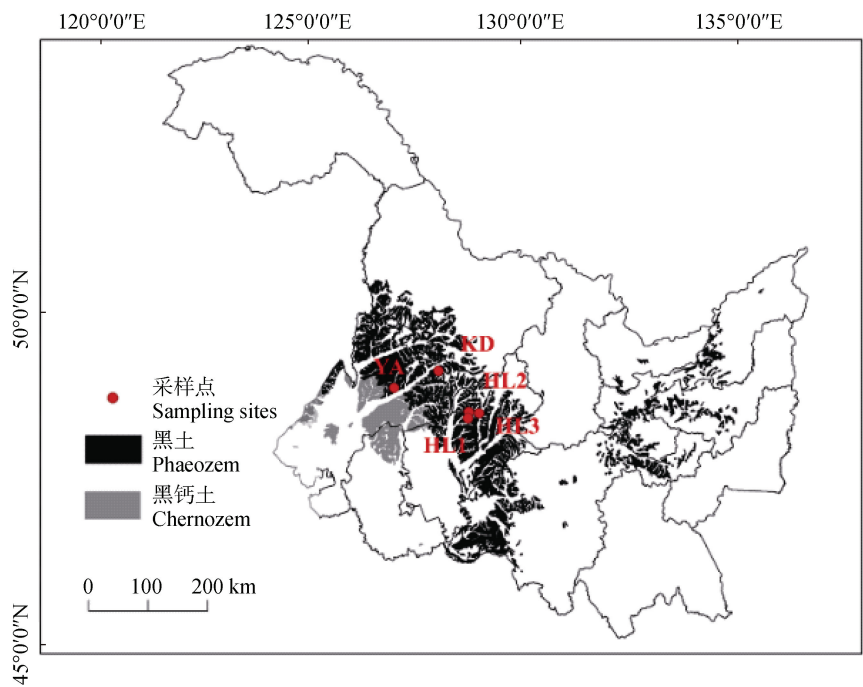 120°0′0″E 125°0′0″E 130°0′0″E 135°0′0″E
50°0′0″N
KD
YA
HL2
HL3
HL1
采样点
Sampling sites
黑土
Phaeozem
黑钙土
Chernozem
0 100 200 km
45°0′0″N